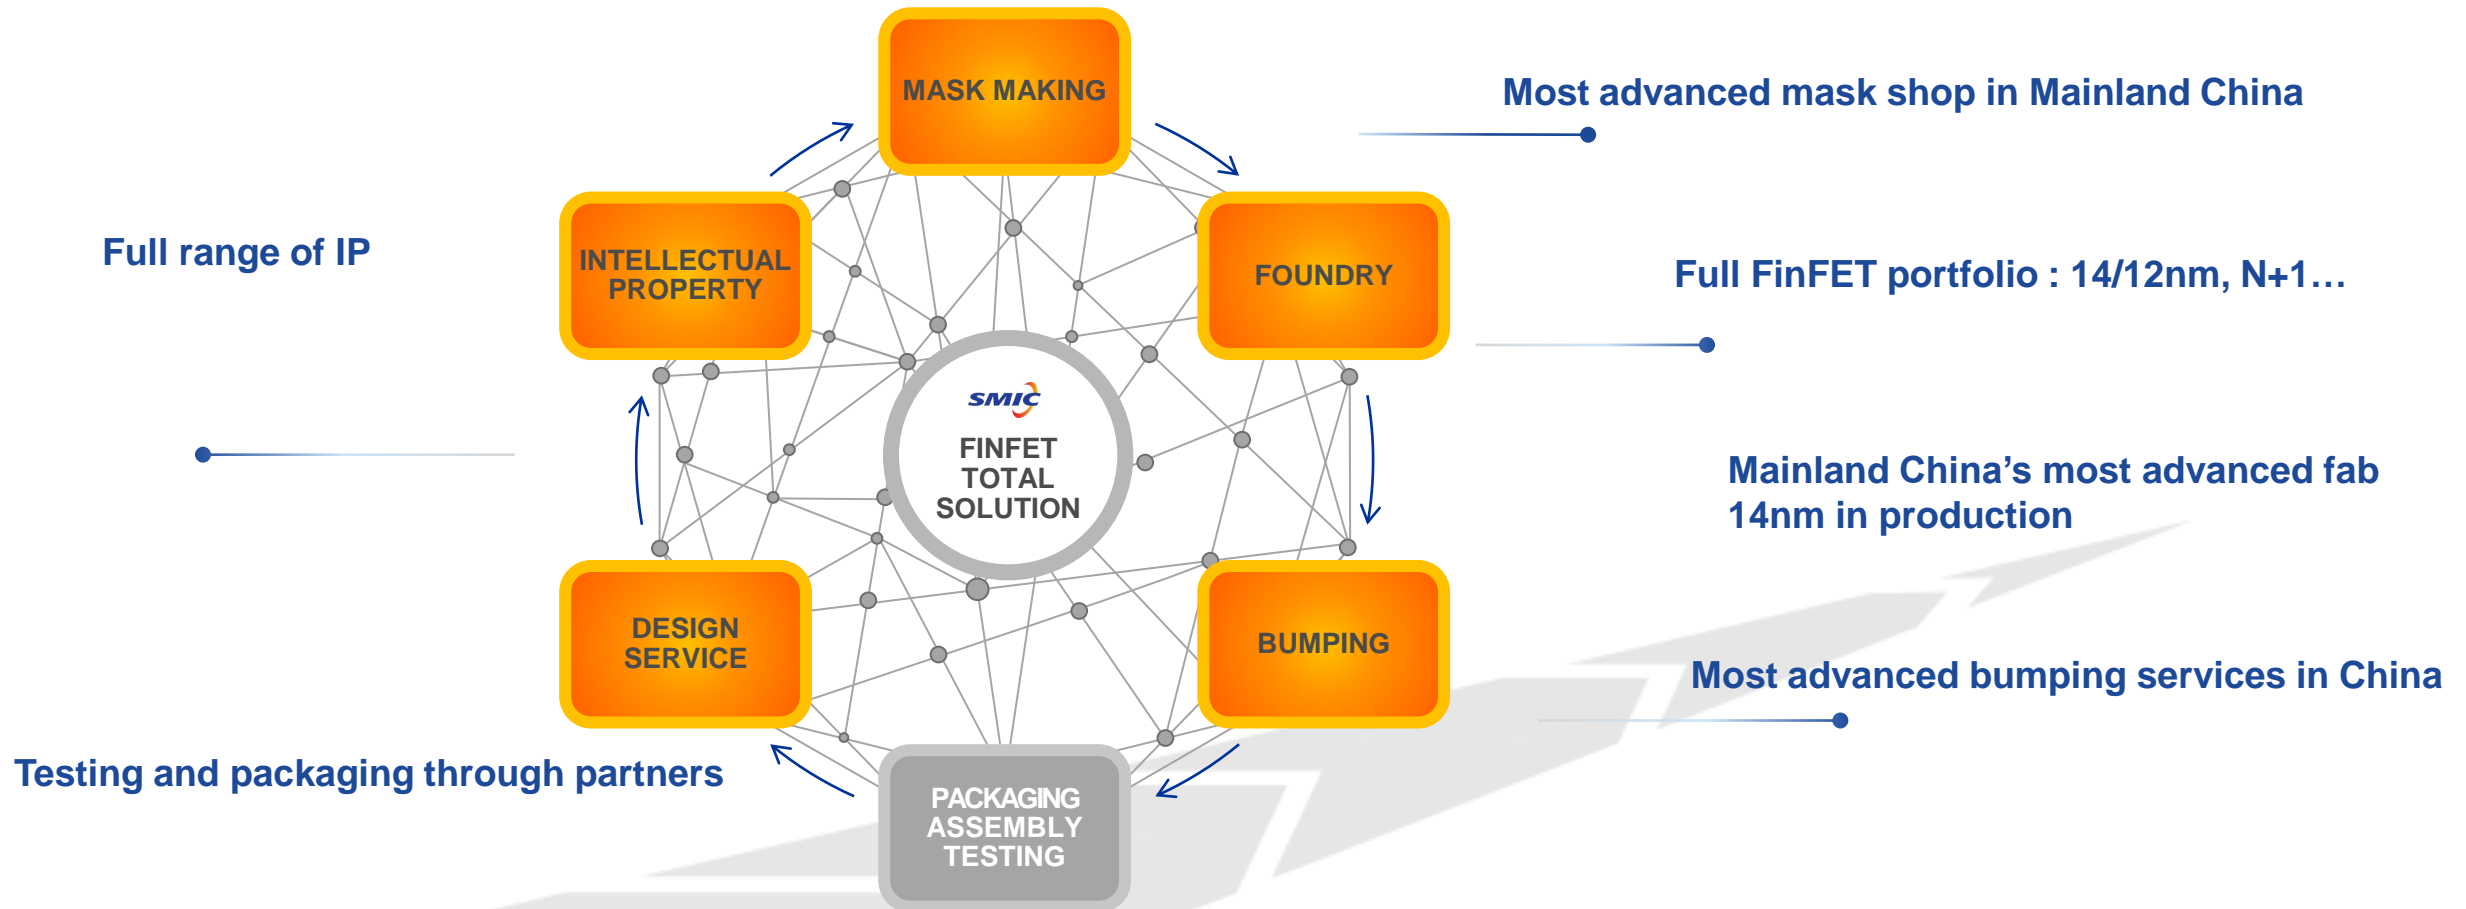 MASK MAKING
Most advanced mask shop in Mainland China
Full range of IP
INTELLECTUAL
PROPERTY
FOUNDRY
Full FinFET portfolio : 14/12nm, N+1…
SMIC
FINFET
TOTAL
SOLUTION
Mainland China’s most advanced fab
14nm in production
DESIGN
SERVICE
BUMPING
Most advanced bumping services in China
Testing and packaging through partners
PACKAGING
ASSEMBLY
TESTING